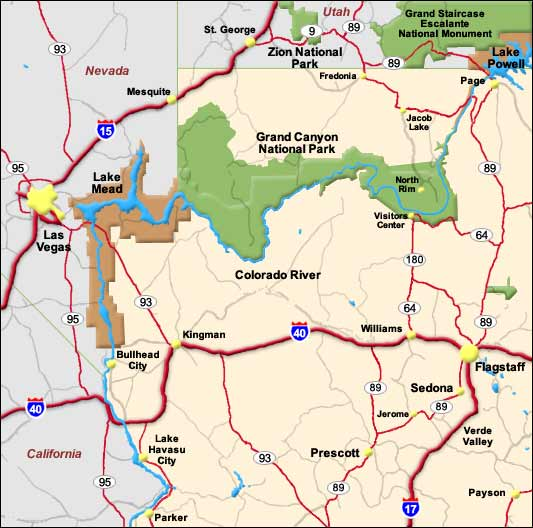 Utah
Grand Staircase
Escalante
National Monument
St. George
9
89
Zion National
Park
89
Lake
Powell
93
Nevada
Fredonia
Page
Mesquite
Jacob
Lake
15
Grand Canyon
National Park
89
95
Lake
Mead
North
Rim
Las
Vegas
Visitors
Center
64
180
Colorado River
93
95
64
89
Kingman
40
Williams
Bullhead
City
Flagstaff
Sedona
89
40
89
Jerome
89
Lake
Havasu
City
Verde
Valley
California
Prescott
93
95
Payson
89
17
Parker